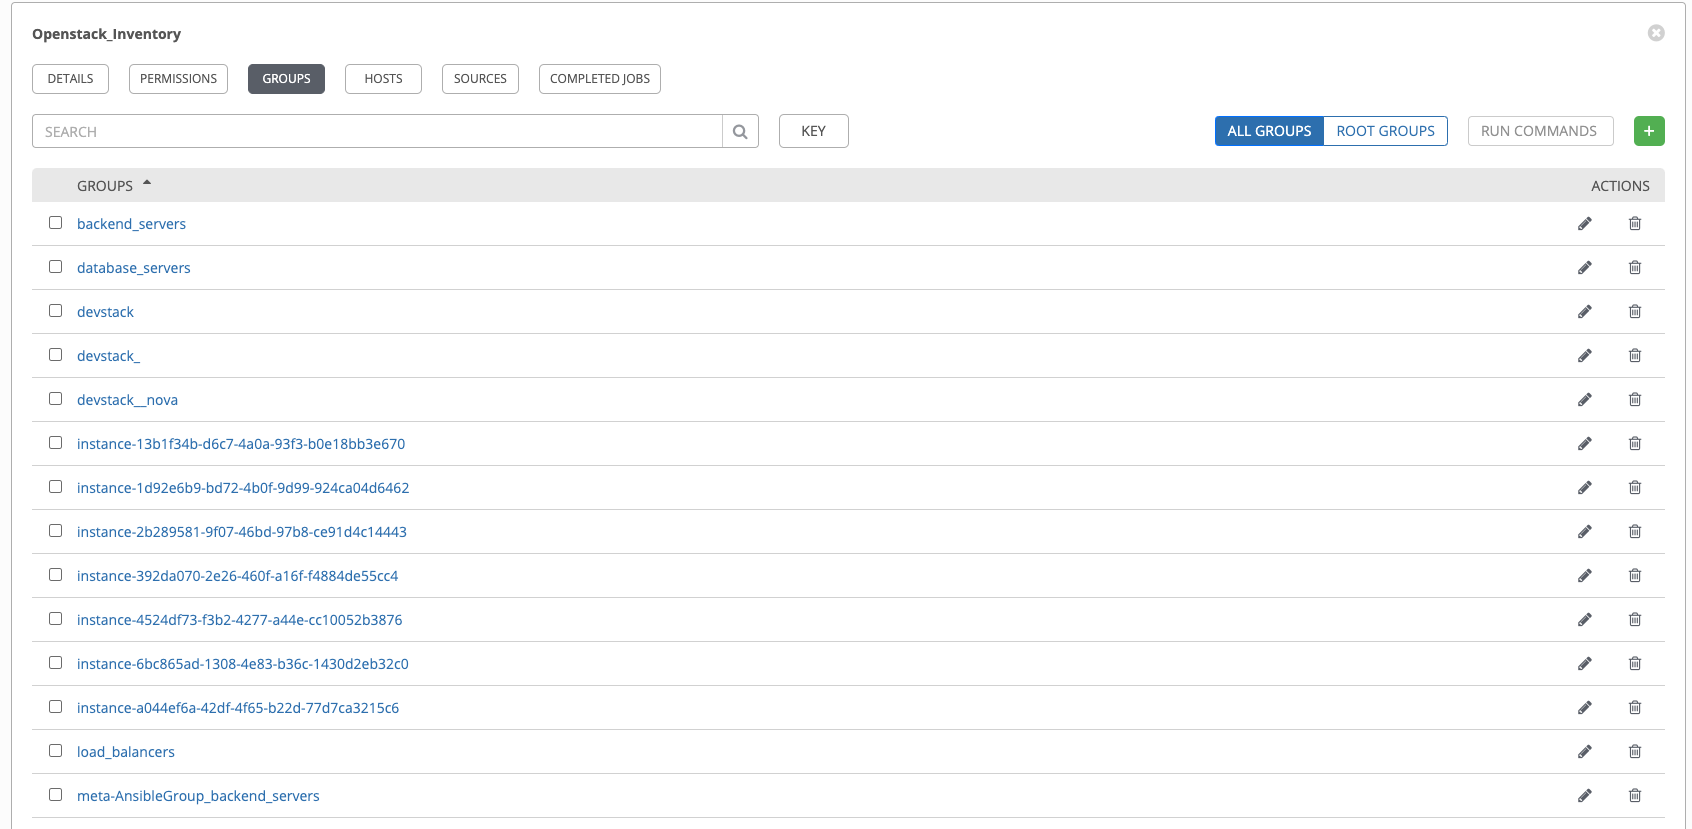 Openstack_Inventory
DETAILS PERMISSIONS GROUPS HOSTS SOURCES COMPLETED JOBS
SEARCH KEY ALL GROUPS ROOT GROUPS RUN COMMANDS +
GROUPS ACTIONS
backend_servers
database_servers
devstack
devstack_
devstack__nova
instance-13b1f34b-d6c7-4a0a-93f3-b0e18bb3e670
instance-1d92e6b9-bd72-4b0f-9d99-924ca04d6462
instance-2b289581-9f07-46bd-97b8-ce91d4c14443
instance-392da070-2e26-460f-a16f-f4884de55cc4
instance-4524df73-f3b2-4277-a44e-cc10052b3876
instance-6bc865ad-1308-4e83-b36c-1430d2eb32c0
instance-a044ef6a-42df-4f65-b22d-77d7ca3215c6
load_balancers
meta-AnsibleGroup_backend_servers